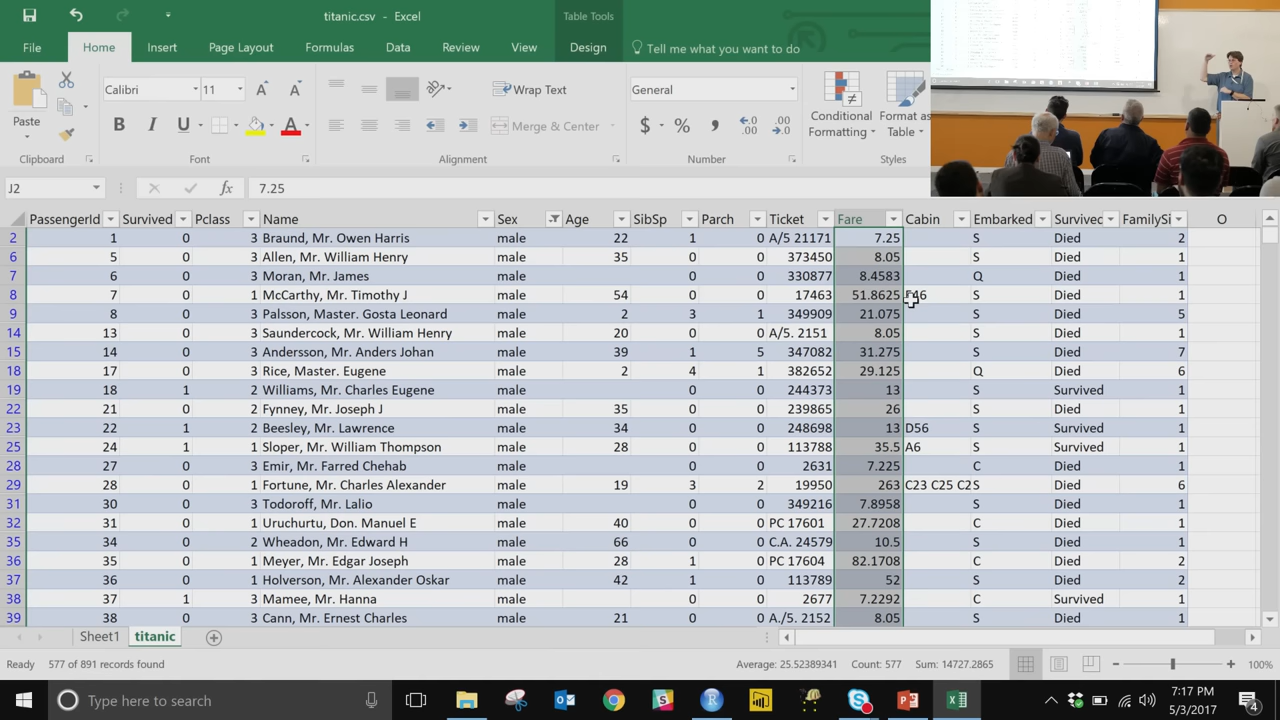 titanic.csv - Excel
Table Tools
File Home Insert Page Layout Formulas Data Review View Design Tell me what you want to do
Paste
Calibri 11 A A
Wrap Text
General
B I U A
Merge & Center
$ % , .0 .00 .00 .0
Conditional Formatting Format as Table
Clipboard Font Alignment Number Styles
J2 fx 7.25
PassengerId Survived Pclass Name Sex Age SibSp Parch Ticket Fare Cabin Embarked Survived FamilySi O
2 1 0 3 Braund, Mr. Owen Harris male 22 1 0 A/5 21171 7.25 S Died 2
6 5 0 3 Allen, Mr. William Henry male 35 0 0 373450 8.05 S Died 1
7 6 0 3 Moran, Mr. James male 0 0 330877 8.4583 Q Died 1
8 7 0 1 McCarthy, Mr. Timothy J male 54 0 0 17463 51.8625 E46 S Died 1
9 8 0 3 Palsson, Master. Gosta Leonard male 2 3 1 349909 21.075 S Died 5
14 13 0 3 Saundercock, Mr. William Henry male 20 0 0 A/5. 2151 8.05 S Died 1
15 14 0 3 Andersson, Mr. Anders Johan male 39 1 5 347082 31.275 S Died 7
18 17 0 3 Rice, Master. Eugene male 2 4 1 382652 29.125 Q Died 6
19 18 1 2 Williams, Mr. Charles Eugene male 0 0 244373 13 S Survived 1
22 21 0 2 Fynney, Mr. Joseph J male 35 0 0 239865 26 S Died 1
23 22 1 2 Beesley, Mr. Lawrence male 34 0 0 248698 13 D56 S Survived 1
25 24 1 1 Sloper, Mr. William Thompson male 28 0 0 113788 35.5 A6 S Survived 1
28 27 0 3 Emir, Mr. Farred Chehab male 0 0 2631 7.225 C Died 1
29 28 0 1 Fortune, Mr. Charles Alexander male 19 3 2 19950 263 C23 C25 C2 S Died 6
31 30 0 3 Todoroff, Mr. Lalio male 0 0 349216 7.8958 S Died 1
32 31 0 1 Uruchurtu, Don. Manuel E male 40 0 0 PC 17601 27.7208 C Died 1
35 34 0 2 Wheadon, Mr. Edward H male 66 0 0 C.A. 24579 10.5 S Died 1
36 35 0 1 Meyer, Mr. Edgar Joseph male 28 1 0 PC 17604 82.1708 C Died 2
37 36 0 1 Holverson, Mr. Alexander Oskar male 42 1 0 113789 52 S Died 2
38 37 1 3 Mamee, Mr. Hanna male 0 0 2677 7.2292 C Survived 1
39 38 0 3 Cann, Mr. Ernest Charles male 21 0 0 A./5. 2152 8.05 S Died 1
Sheet1 titanic
Ready 577 of 891 records found Average: 25.52389341 Count: 577 Sum: 14727.2865 100%
Type here to search
7:17 PM
5/3/2017
4